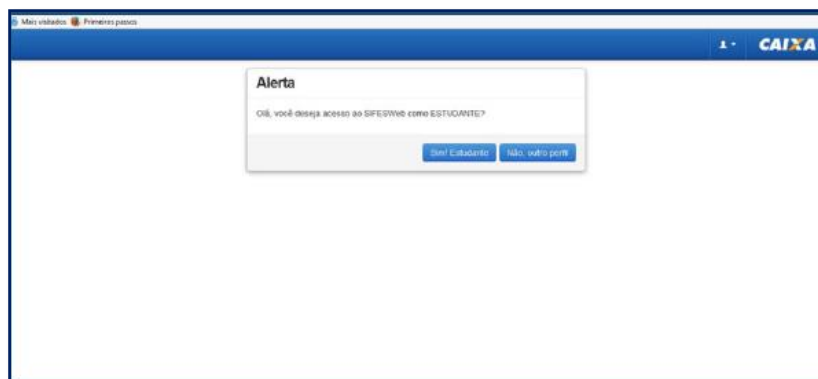 Mais visitados Primeiros passos
CAIXA
Alerta
Olá, você deseja acesso ao SIFESWeb como ESTUDANTE?
Sim! Estudante Não, outro perfil